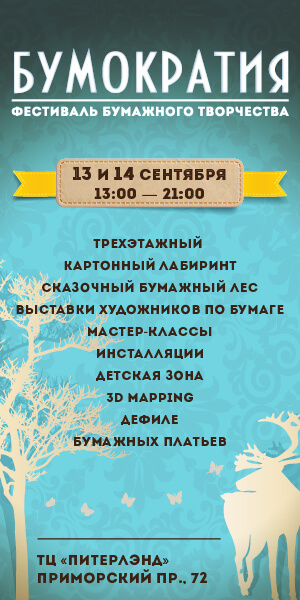 БУМОКРАТИЯ
ФЕСТИВАЛЬ БУМАЖНОГО ТВОРЧЕСТВА
13 И 14 СЕНТЯБРЯ
13:00 — 21:00
ТРЕХЭТАЖНЫЙ
КАРТОННЫЙ ЛАБИРИНТ
СКАЗОЧНЫЙ БУМАЖНЫЙ ЛЕС
ВЫСТАВКИ ХУДОЖНИКОВ ПО БУМАГЕ
МАСТЕР-КЛАССЫ
ИНСТАЛЛЯЦИИ
ДЕТСКАЯ ЗОНА
3D MAPPING
ДЕФИЛЕ
БУМАЖНЫХ ПЛАТЬЕВ
ТЦ «ПИТЕРЛЭНД»
ПРИМОРСКИЙ ПР., 72